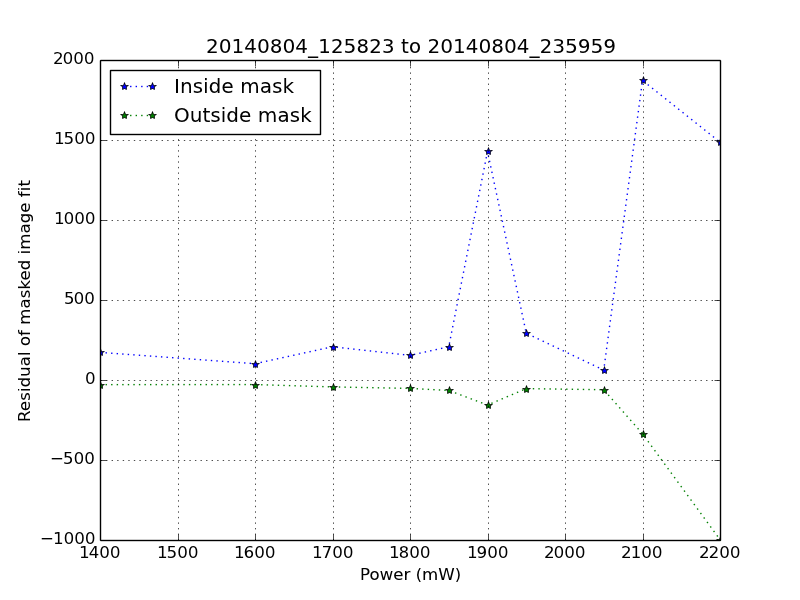 20140804_125823 to 20140804_235959
Inside mask
Outside mask
2000
1500
1000
500
0
−500
−1000
Residual of masked image fit
1400 1500 1600 1700 1800 1900 2000 2100 2200
Power (mW)